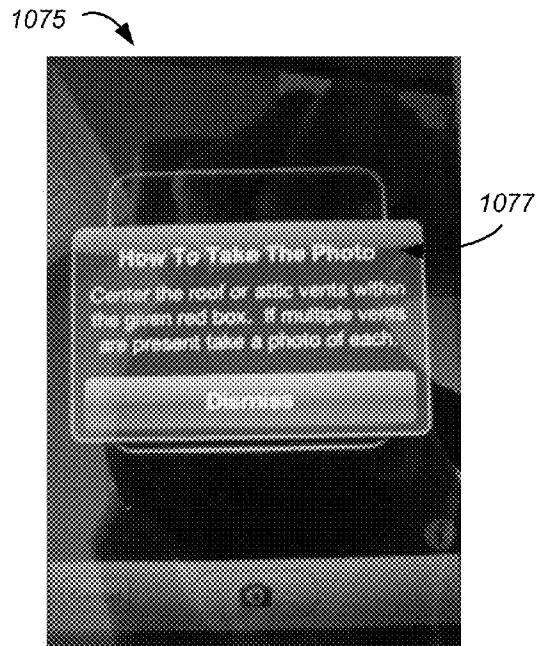 1075
1077
How To Take The Photo
Center the roof or attic vents within
the given red box. If multiple vents
are present take a photo of each.
Dismiss